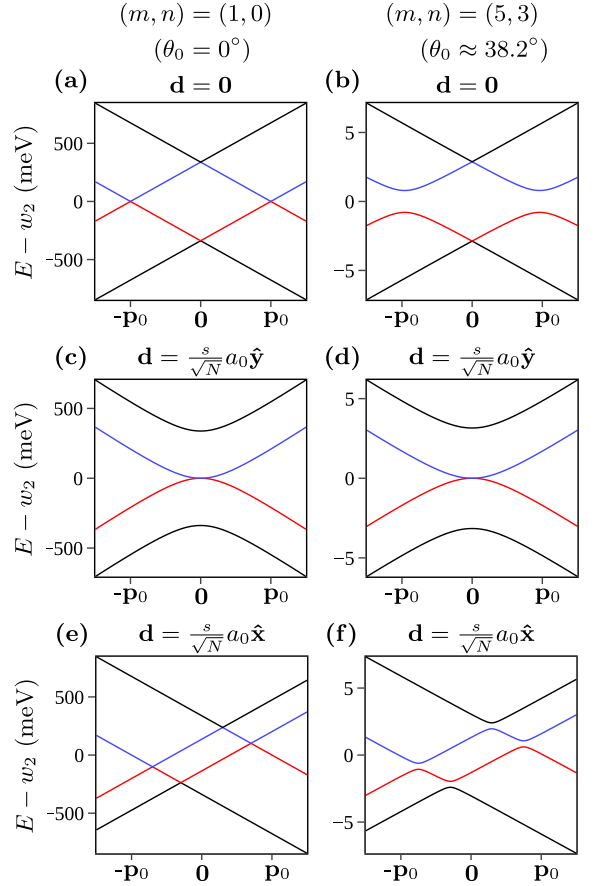 (m, n) = (1, 0) (m, n) = (5, 3)
(θ₀ = 0°) (θ₀ ≈ 38.2°)
(a) d = 0 (b) d = 0
E − w₂ (meV)
500
0
−500
5
0
−5
-p₀ 0 p₀ -p₀ 0 p₀
(c) d = s/√N a₀ŷ (d) d = s/√N a₀ŷ
E − w₂ (meV)
500
0
−500
5
0
−5
-p₀ 0 p₀ -p₀ 0 p₀
(e) d = s/√N a₀x̂ (f) d = s/√N a₀x̂
E − w₂ (meV)
500
0
−500
5
0
−5
-p₀ 0 p₀ -p₀ 0 p₀